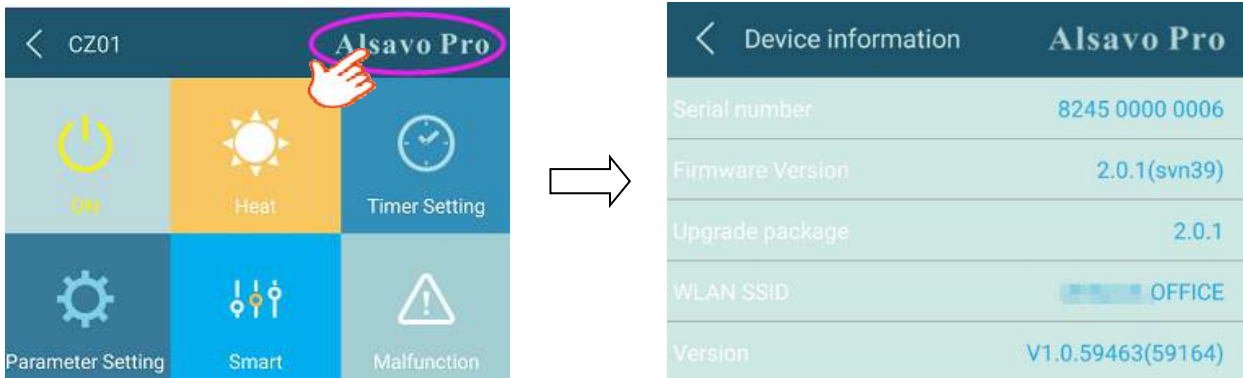 CZ01 Alsavo Pro
ON Heat Timer Setting
Parameter Setting Smart Malfunction
Device information Alsavo Pro
Serial number 8245 0000 0006
Firmware Version 2.0.1(svn39)
Upgrade package 2.0.1
WLAN SSID OFFICE
Version V1.0.59463(59164)